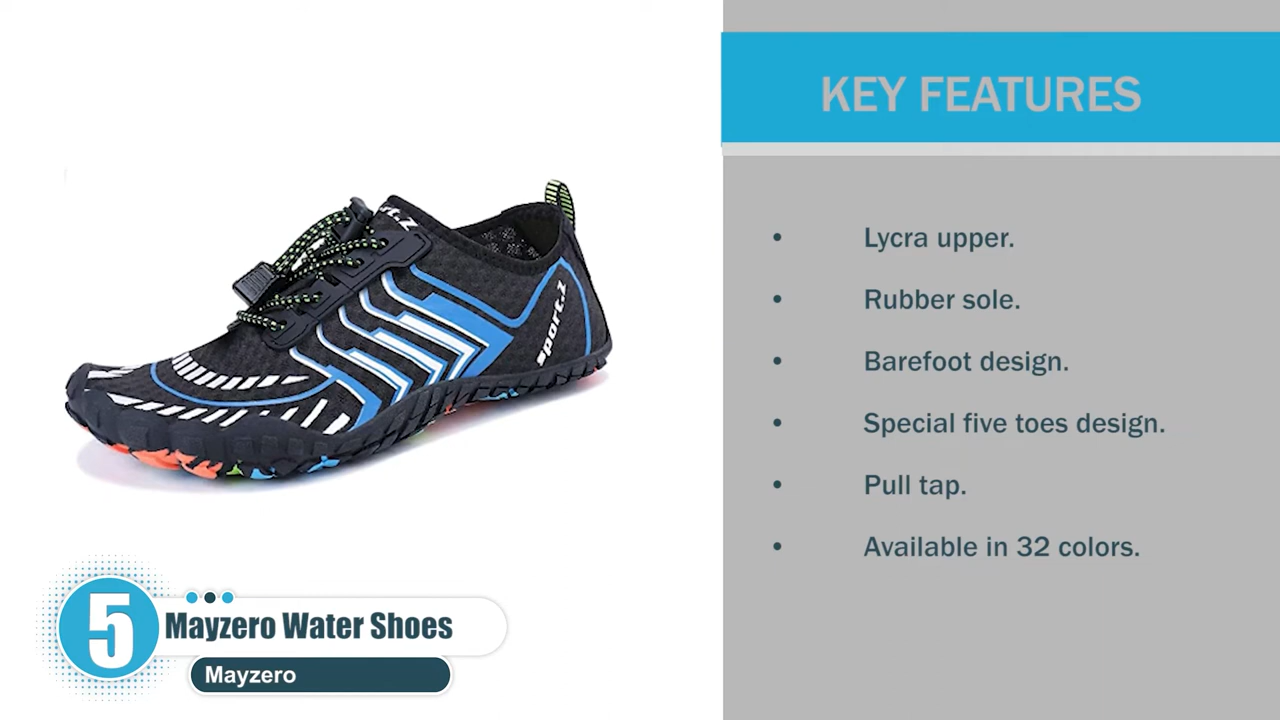 KEY FEATURES
• Lycra upper.
• Rubber sole.
• Barefoot design.
• Special five toes design.
• Pull tap.
• Available in 32 colors.
sport.z
5
Mayzero Water Shoes
Mayzero